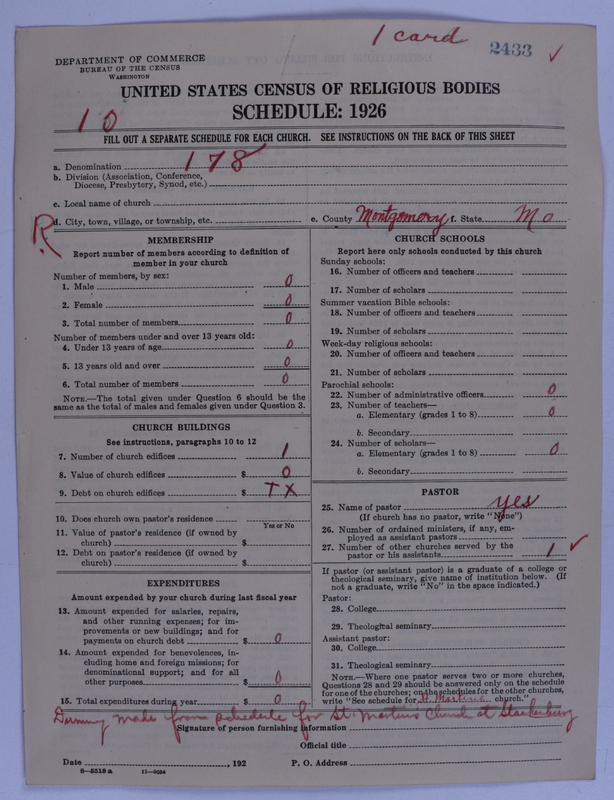 1 card
2433 ✓
DEPARTMENT OF COMMERCE
BUREAU OF THE CENSUS
WASHINGTON
UNITED STATES CENSUS OF RELIGIOUS BODIES
SCHEDULE: 1926
10
FILL OUT A SEPARATE SCHEDULE FOR EACH CHURCH. SEE INSTRUCTIONS ON THE BACK OF THIS SHEET
a. Denomination 178
b. Division (Association, Conference,
Diocese, Presbytery, Synod, etc.)
c. Local name of church
R
d. City, town, village, or township, etc. e. County Montgomery f. State Mo
MEMBERSHIP
Report number of members according to definition of
member in your church
Number of members, by sex:
1. Male 0
2. Female 0
3. Total number of members 0
Number of members under and over 13 years old:
4. Under 13 years of age 0
5. 13 years old and over 0
6. Total number of members 0
NOTE.—The total given under Question 6 should be
same as the total of males and females given under Question 3.
CHURCH BUILDINGS
See instructions, paragraphs 10 to 12
7. Number of church edifices 1
8. Value of church edifices $ 0
9. Debt on church edifices $ TX
10. Does church own pastor's residence
Yes or No
11. Value of pastor's residence (if owned by
church) $
12. Debt on pastor's residence (if owned by
church) $
EXPENDITURES
Amount expended by your church during last fiscal year
13. Amount expended for salaries, repairs,
and other running expenses; for im-
provements or new buildings; and for
payments on church debt $ 0
14. Amount expended for benevolences, in-
cluding home and foreign missions; for
denominational support; and for all
other purposes $ 0
15. Total expenditures during year $ 0
CHURCH SCHOOLS
Report here only schools conducted by this church
Sunday schools:
16. Number of officers and teachers
17. Number of scholars
Summer vacation Bible schools:
18. Number of officers and teachers
19. Number of scholars
Week-day religious schools:
20. Number of officers and teachers
21. Number of scholars
Parochial schools:
22. Number of administrative officers 0
23. Number of teachers—
a. Elementary (grades 1 to 8) 0
b. Secondary
24. Number of scholars—
a. Elementary (grades 1 to 8) 0
b. Secondary
PASTOR
25. Name of pastor yes
(If church has no pastor, write "None")
26. Number of ordained ministers, if any, em-
ployed as assistant pastors
27. Number of other churches served by the
pastor or his assistants 1 ✓
If pastor (or assistant pastor) is a graduate of a college or
theological seminary, give name of institution below. (If
not a graduate, write "No" in the space indicated.)
Pastor:
28. College
29. Theological seminary
Assistant pastor:
30. College
31. Theological seminary
NOTE.—Where one pastor serves two or more churches,
Questions 28 and 29 should be answered only on the schedule
for one of the churches; on the schedules for the other churches,
write "See schedule for St. Martins church."
Dummy made from schedule for St. Martins Church at Starkenburg
Signature of person furnishing information
Official title
Date , 192 P. O. Address
8—5518 a 11—9034